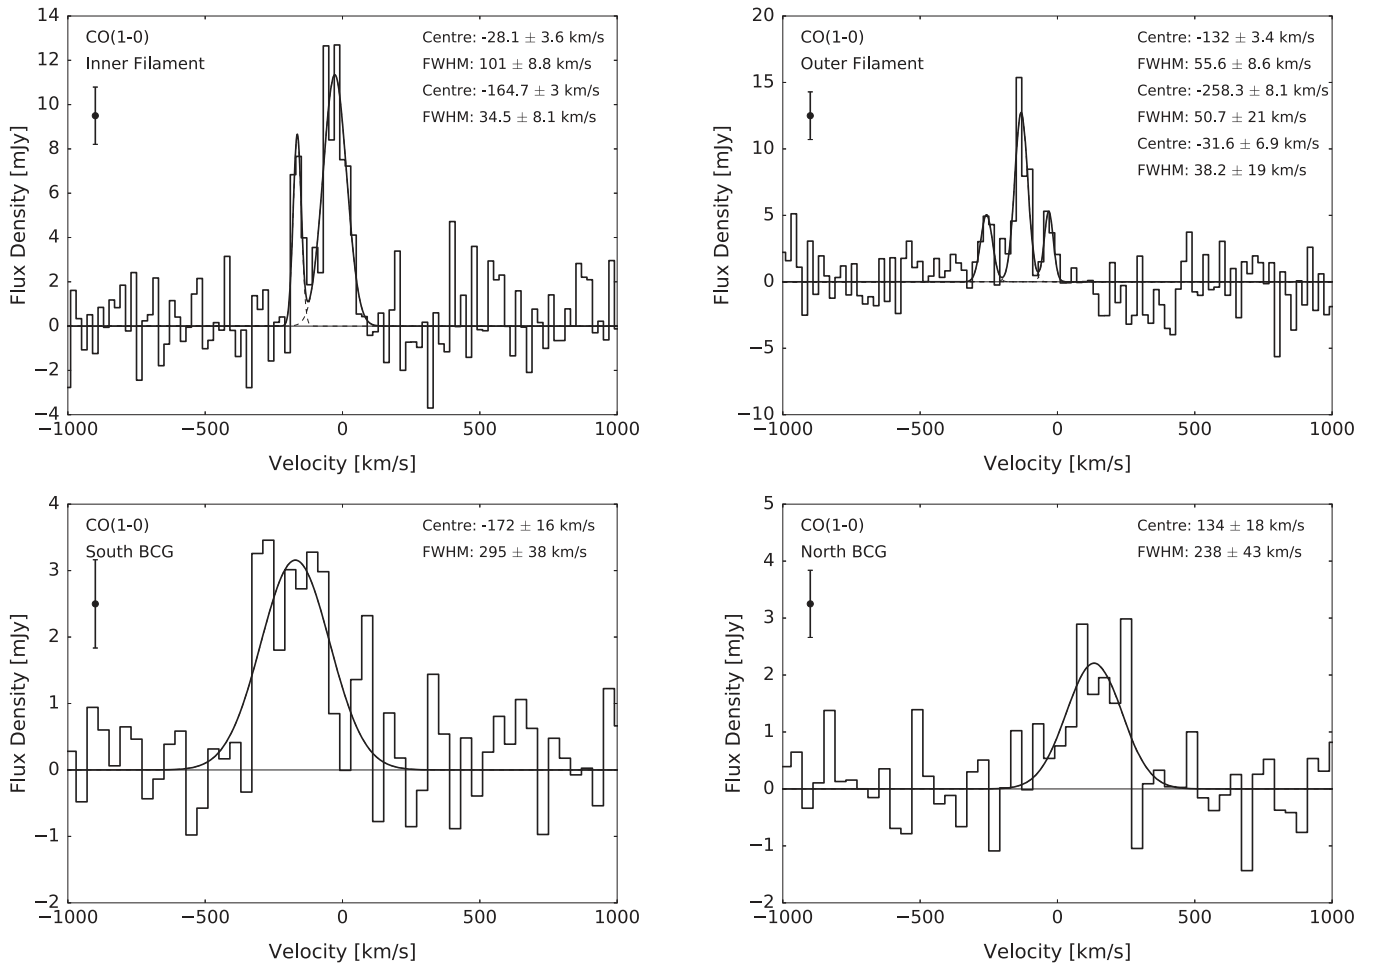 CO(1-0)
Inner Filament
Centre: -28.1 ± 3.6 km/s
FWHM: 101 ± 8.8 km/s
Centre: -164.7 ± 3 km/s
FWHM: 34.5 ± 8.1 km/s
14
12
10
8
6
4
2
0
−2
−4
Flux Density [mJy]
−1000
−500
0
500
1000
Velocity [km/s]
CO(1-0)
Outer Filament
Centre: -132 ± 3.4 km/s
FWHM: 55.6 ± 8.6 km/s
Centre: -258.3 ± 8.1 km/s
FWHM: 50.7 ± 21 km/s
Centre: -31.6 ± 6.9 km/s
FWHM: 38.2 ± 19 km/s
20
15
10
5
0
−5
−10
Flux Density [mJy]
−1000
−500
0
500
1000
Velocity [km/s]
CO(1-0)
South BCG
Centre: -172 ± 16 km/s
FWHM: 295 ± 38 km/s
4
3
2
1
0
−1
−2
Flux Density [mJy]
−1000
−500
0
500
1000
Velocity [km/s]
CO(1-0)
North BCG
Centre: 134 ± 18 km/s
FWHM: 238 ± 43 km/s
5
4
3
2
1
0
−1
−2
Flux Density [mJy]
−1000
−500
0
500
1000
Velocity [km/s]